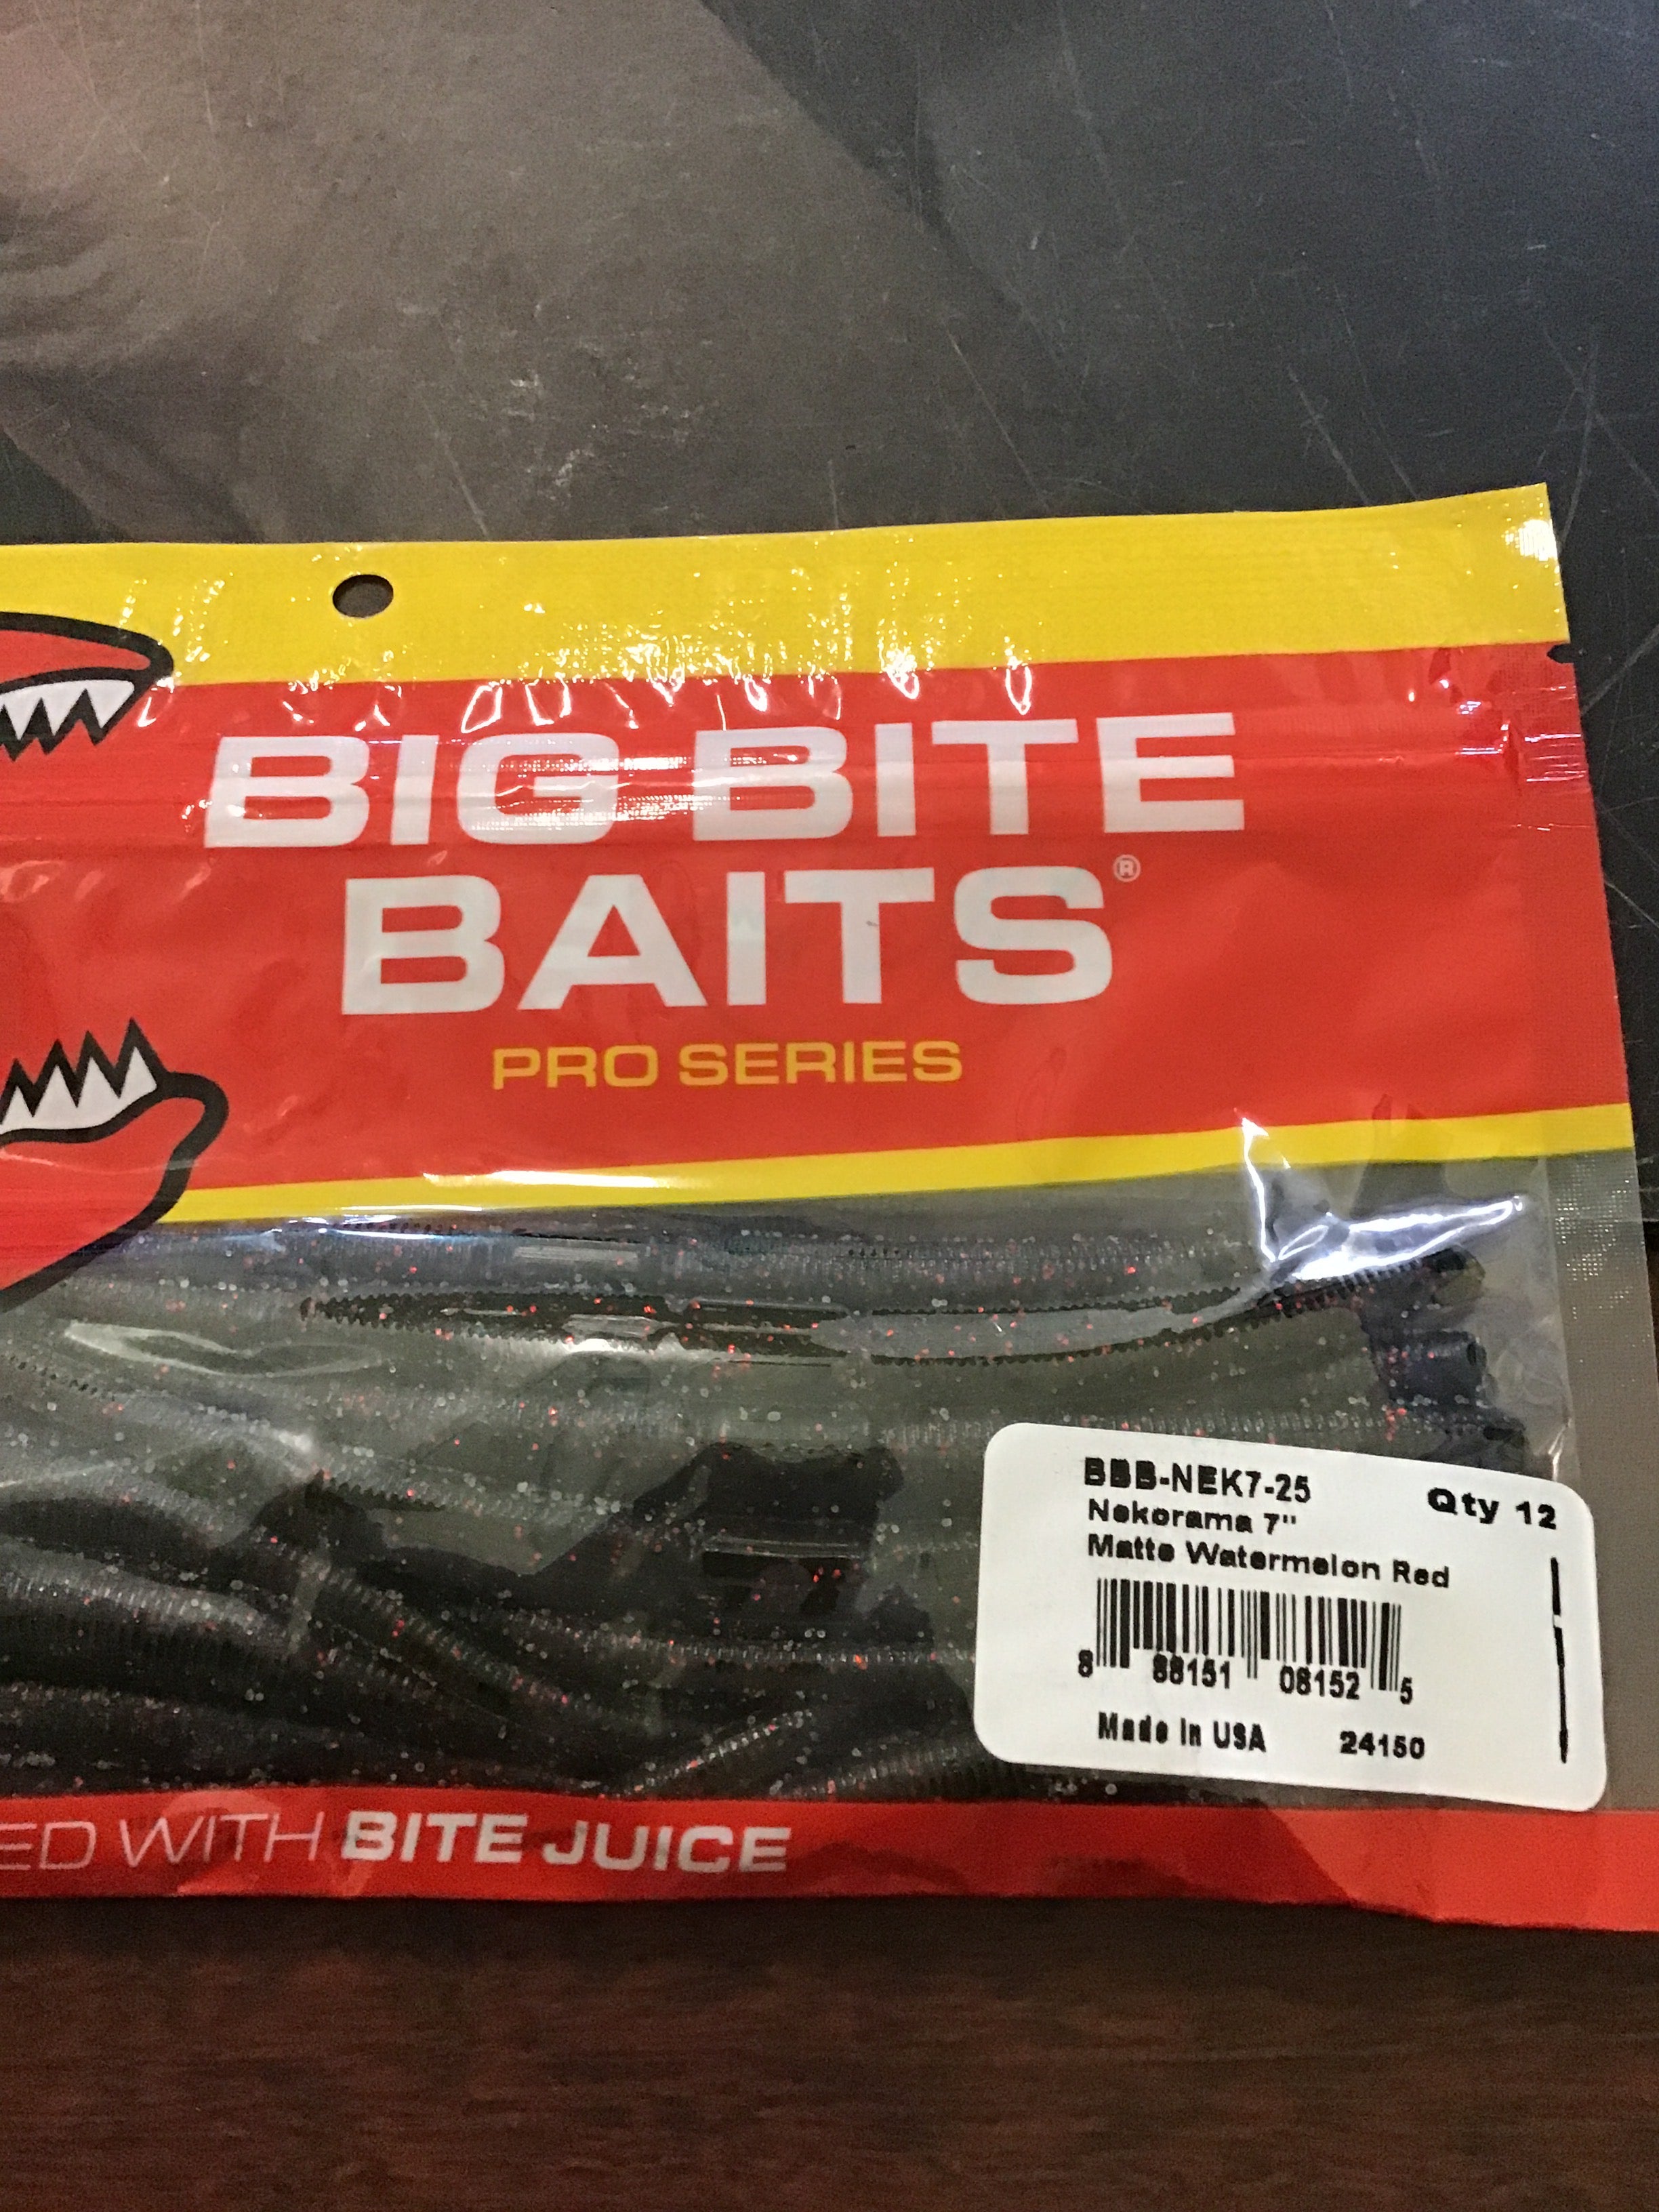 BIG BITE
BAITS®
PRO SERIES
BBB-NEK7-25 Qty 12
Nekorama 7"
Matte Watermelon Red
8 88151 08152 5
Made in USA 24150
ED WITH BITE JUICE